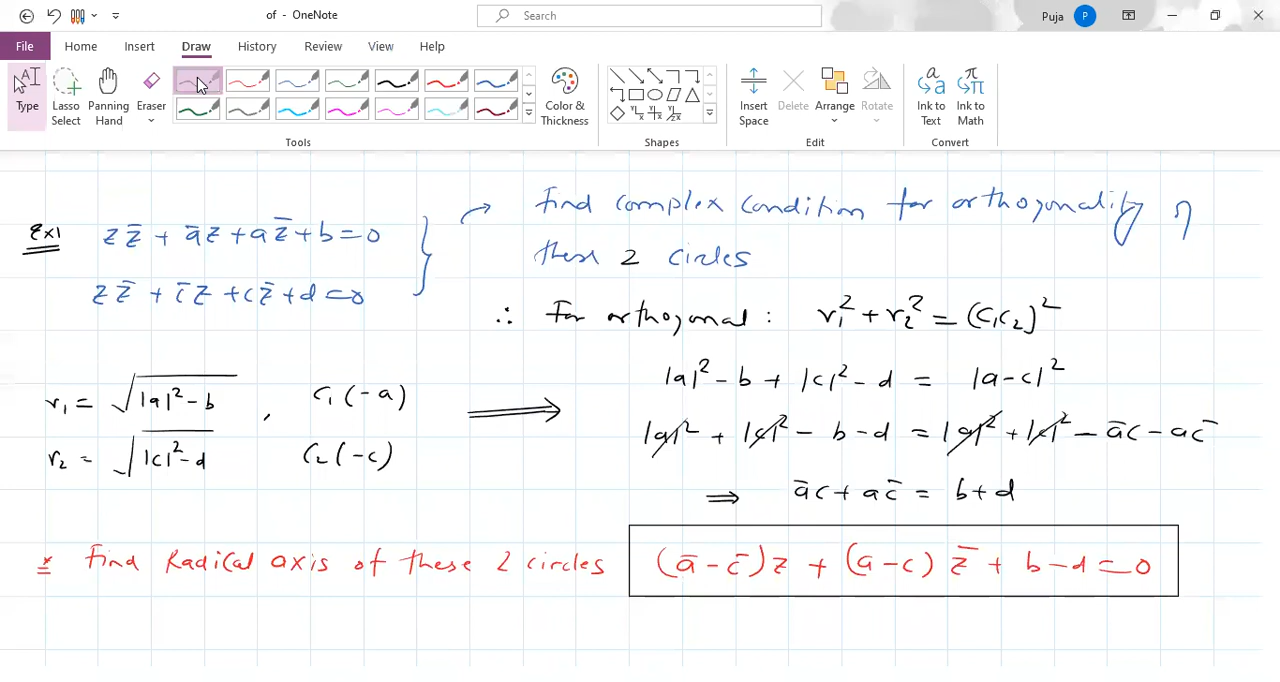 of - OneNote
Search
Puja P
File Home Insert Draw History Review View Help
Type
Lasso Select
Panning Hand
Eraser
Color & Thickness
Insert Space
Delete
Arrange
Rotate
Ink to Text
Ink to Math
Tools
Shapes
Edit
Convert
Ex1
z z̄ + āz + a z̄ + b = 0
z z̄ + c̄ z + c z̄ + d = 0
Find complex condition for orthogonality of
these 2 circles
∴ For orthogonal : r₁² + r₂² = (C₁C₂)²
r₁ = √(|a|² - b) , C₁(-a)
r₂ = √(|c|² - d) C₂(-c)
⟹
|a|² - b + |c|² - d = |a-c|²
|a|² + |c|² - b - d = |a|² + |c|² - āc - ac̄
⇒ āc + ac̄ = b + d
* Find Radical axis of these 2 circles
(ā - c̄)z + (a-c) z̄ + b - d = 0